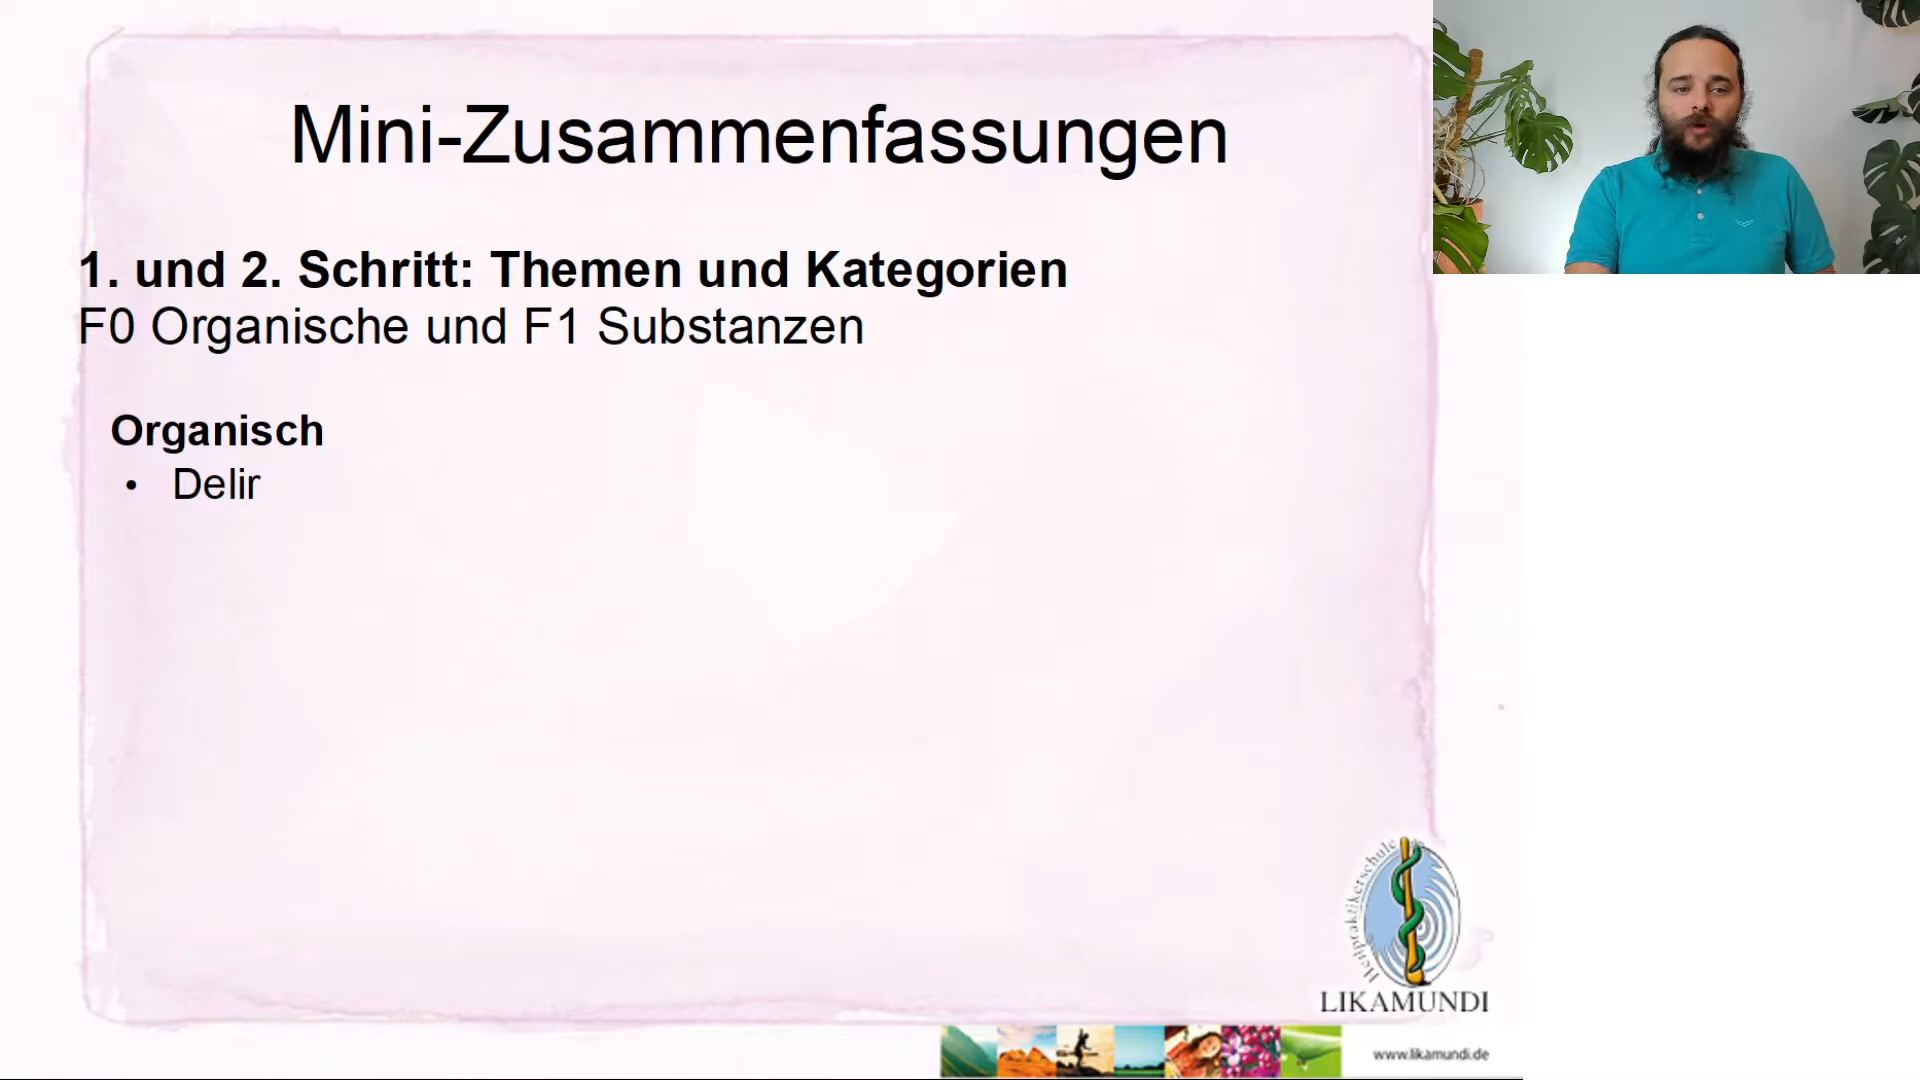 Mini-Zusammenfassungen
1. und 2. Schritt: Themen und Kategorien
F0 Organische und F1 Substanzen
Organisch
• Delir
Heilpraktikerschule
LIKAMUNDI
www.likamundi.de